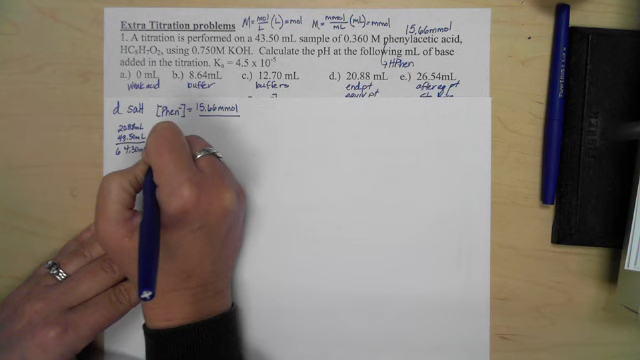 Extra Titration problems M = mol/L (L) = mol M = mmol/mL (mL) = mmol
15.66mmol
1. A titration is performed on a 43.50 mL sample of 0.360 M phenylacetic acid,
→HPhen
HC₈H₇O₂, using 0.750M KOH. Calculate the pH at the following mL of base
added in the titration. Kₐ = 4.5 x 10⁻⁵
a.) 0 mL b.) 8.64mL c.) 12.70 mL d.) 20.88 mL e.) 26.54mL
weak acid buffer buffers endpt after eq pt
d salt [Phen⁻] = 15.66mmol
20.88mL
43.50mL
64.38mL